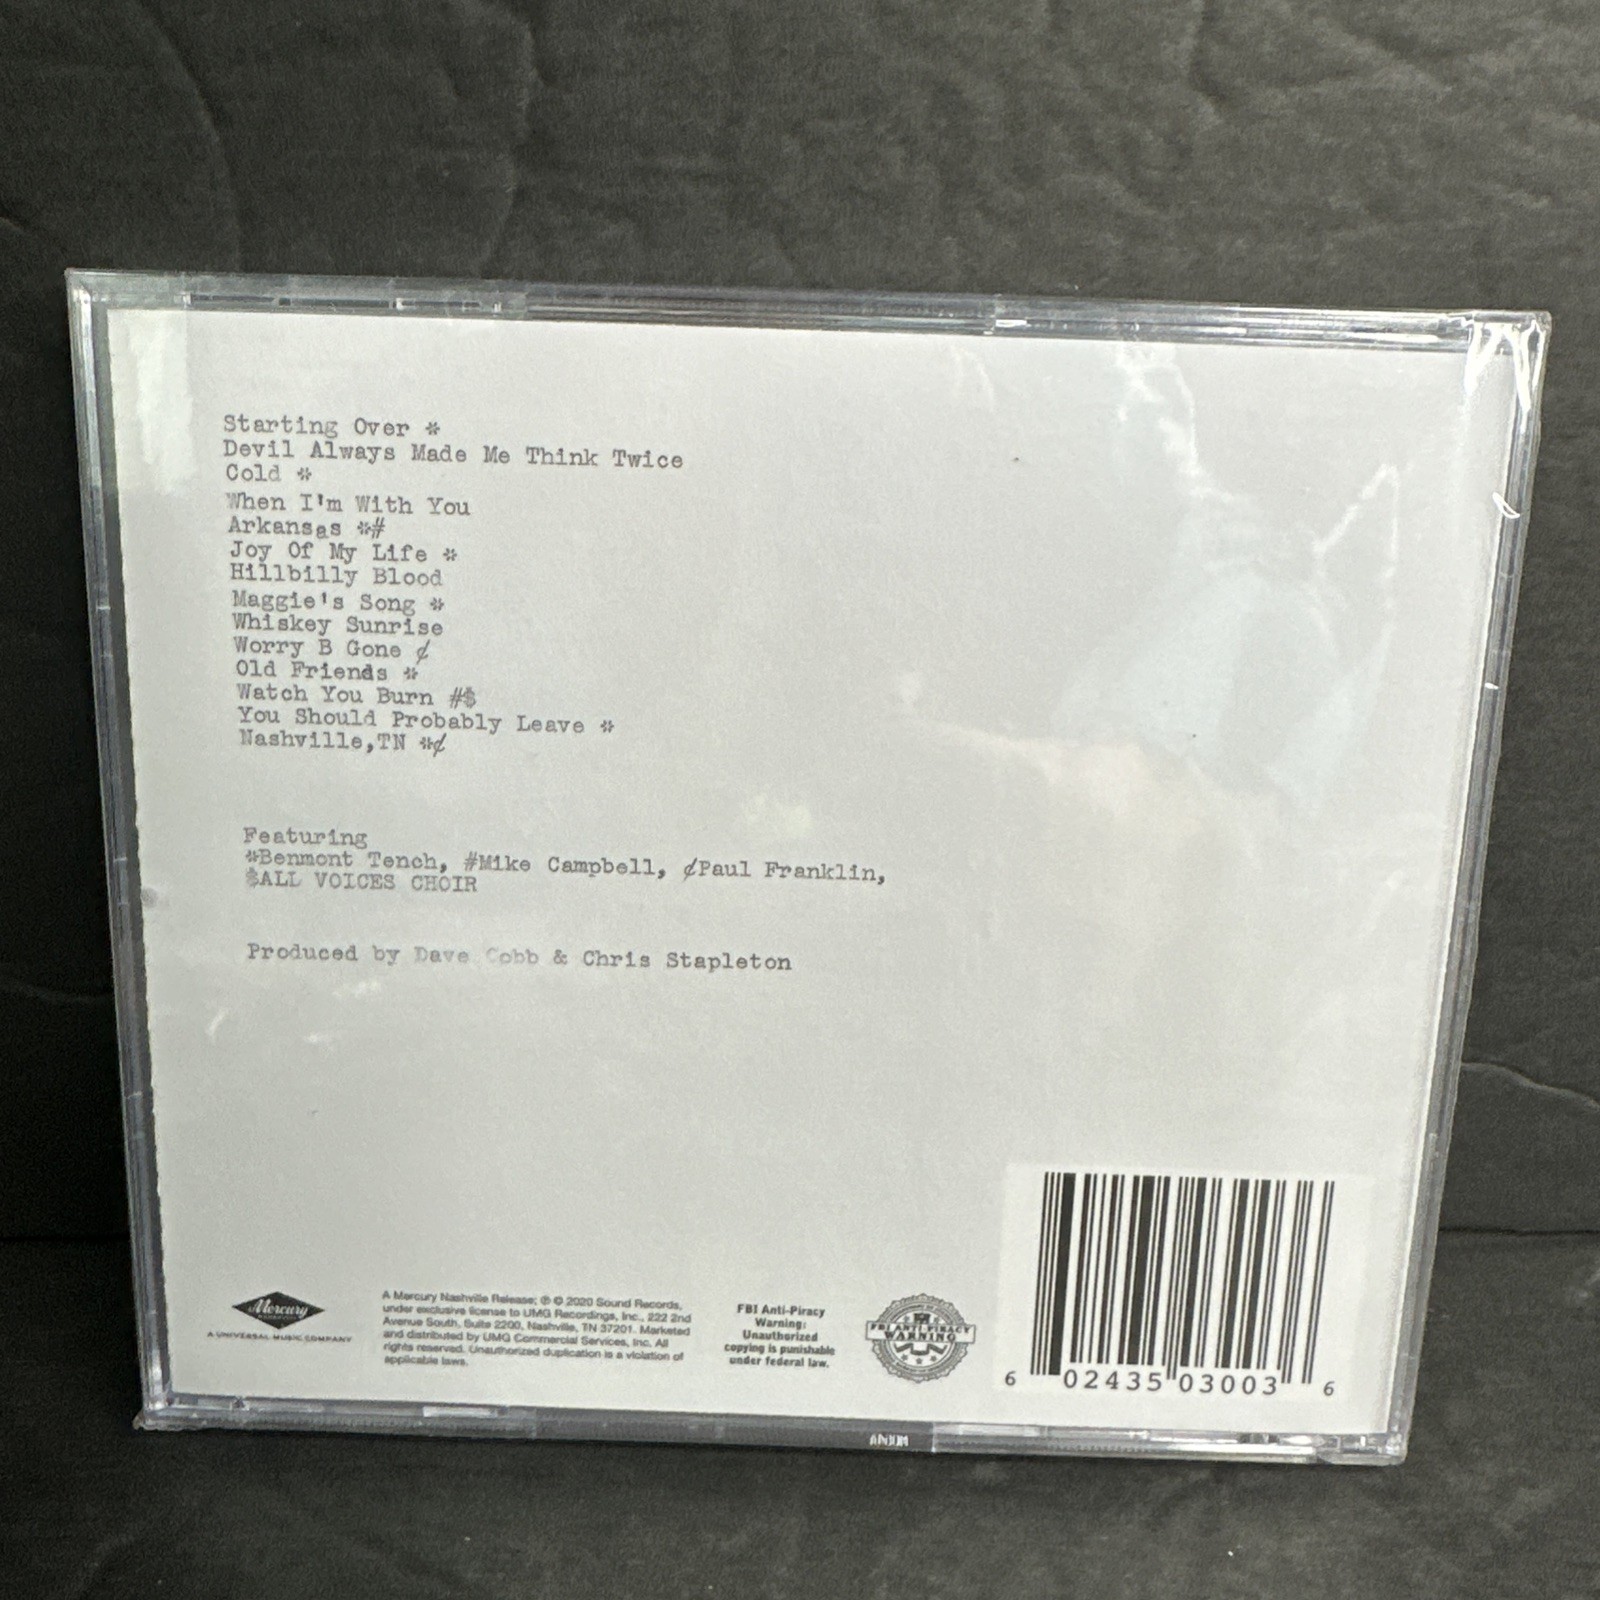 Starting Over *
Devil Always Made Me Think Twice
Cold *
When I'm With You
Arkansas *#
Joy Of My Life *
Hillbilly Blood
Maggie's Song *
Whiskey Sunrise
Worry B Gone ¢
Old Friends *
Watch You Burn #$
You Should Probably Leave *
Nashville,TN *¢
Featuring
*Benmont Tench, #Mike Campbell, ¢Paul Franklin,
$ALL VOICES CHOIR
Produced by Dave Cobb & Chris Stapleton
Mercury
A UNIVERSAL MUSIC COMPANY
A Mercury Nashville Release; ℗ © 2020 Sound Records,
under exclusive license to UMG Recordings, Inc., 222 2nd
Avenue South, Suite 2200, Nashville, TN 37201. Marketed
and distributed by UMG Commercial Services, Inc. All
rights reserved. Unauthorized duplication is a violation of
applicable laws.
FBI Anti-Piracy
Warning:
Unauthorized
copying is punishable
under federal law.
FBI ANTI-PIRACY
WARNING
6 02435 03003 6